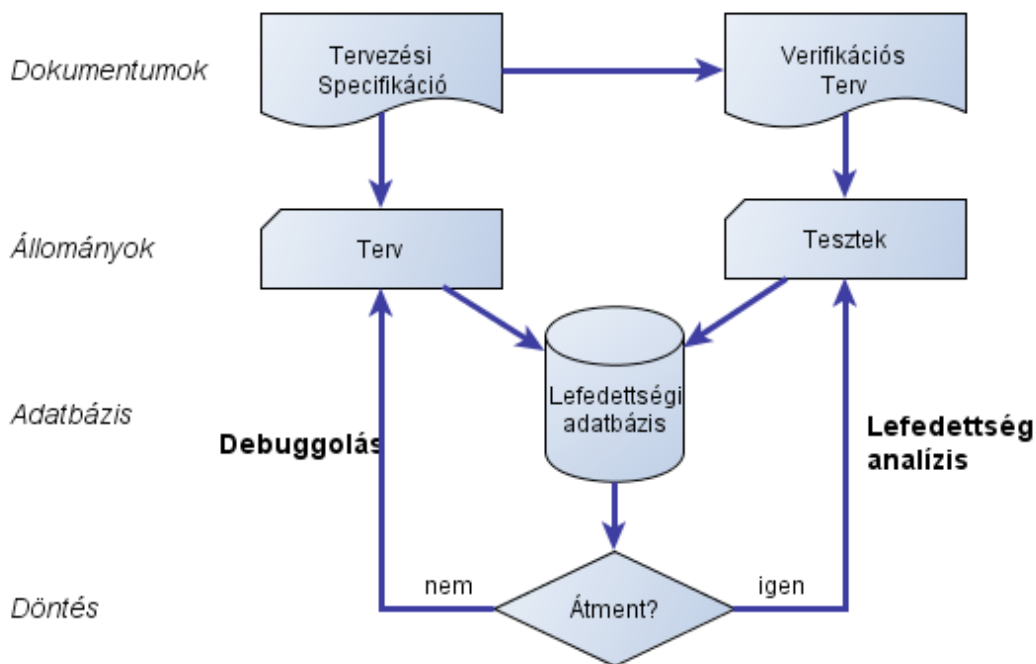 Dokumentumok
Tervezési
Specifikáció
Verifikációs
Terv
Állományok
Terv
Tesztek
Adatbázis
Lefedettségi
adatbázis
Debuggolás
Lefedettség
analízis
Döntés
nem
Átment?
igen